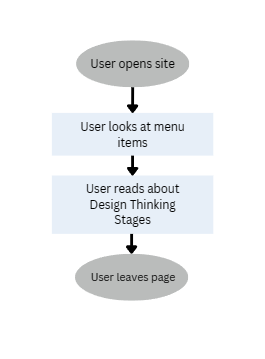 User opens site
User looks at menu
items
User reads about
Design Thinking
Stages
User leaves page